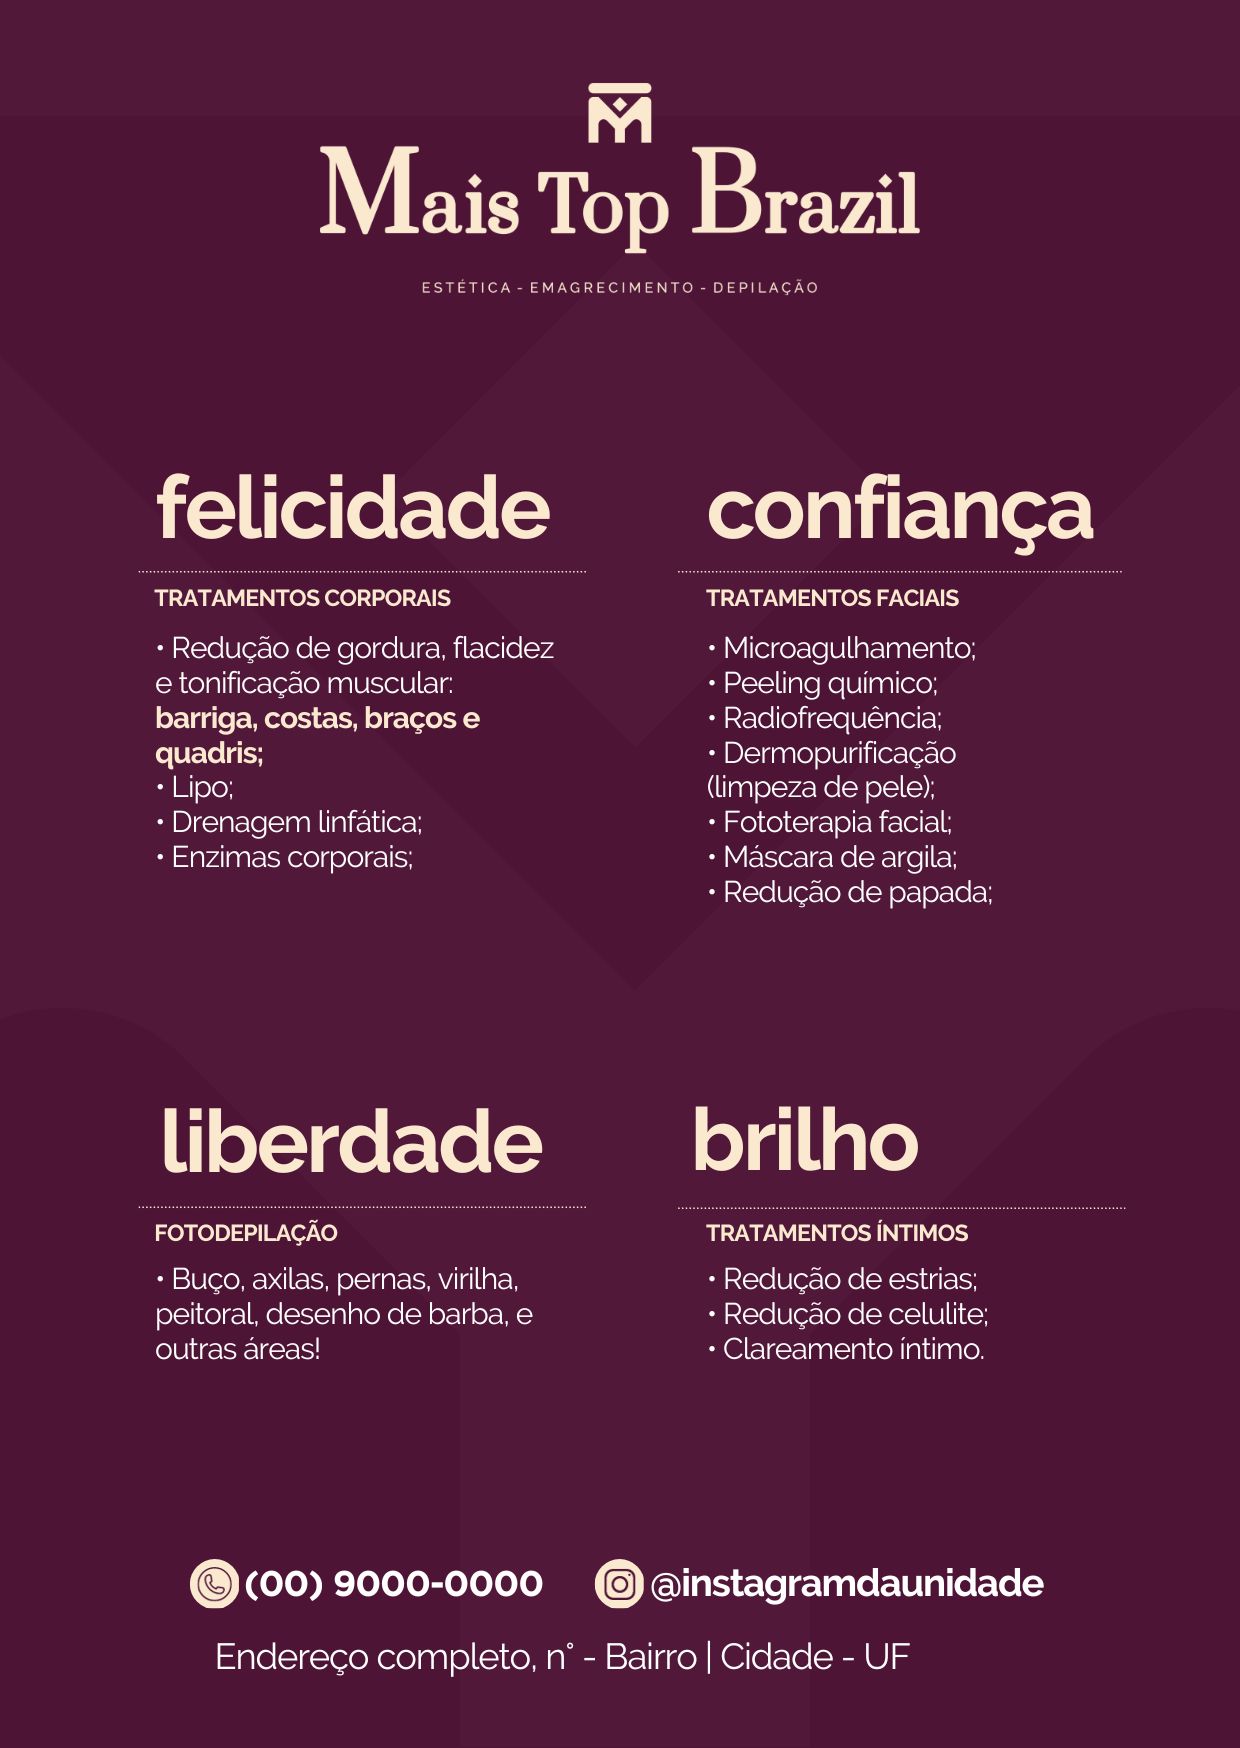 Mais Top Brazil
ESTÉTICA - EMAGRECIMENTO - DEPILAÇÃO
felicidade
TRATAMENTOS CORPORAIS
• Redução de gordura, flacidez
e tonificação muscular:
barriga, costas, braços e
quadris;
• Lipo;
• Drenagem linfática;
• Enzimas corporais;
confiança
TRATAMENTOS FACIAIS
• Microagulhamento;
• Peeling químico;
• Radiofrequência;
• Dermopurificação
(limpeza de pele);
• Fototerapia facial;
• Máscara de argila;
• Redução de papada;
liberdade
FOTODEPILAÇÃO
• Buço, axilas, pernas, virilha,
peitoral, desenho de barba, e
outras áreas!
brilho
TRATAMENTOS ÍNTIMOS
• Redução de estrias;
• Redução de celulite;
• Clareamento íntimo.
(00) 9000-0000
@instagramdaunidade
Endereço completo, n° - Bairro | Cidade - UF